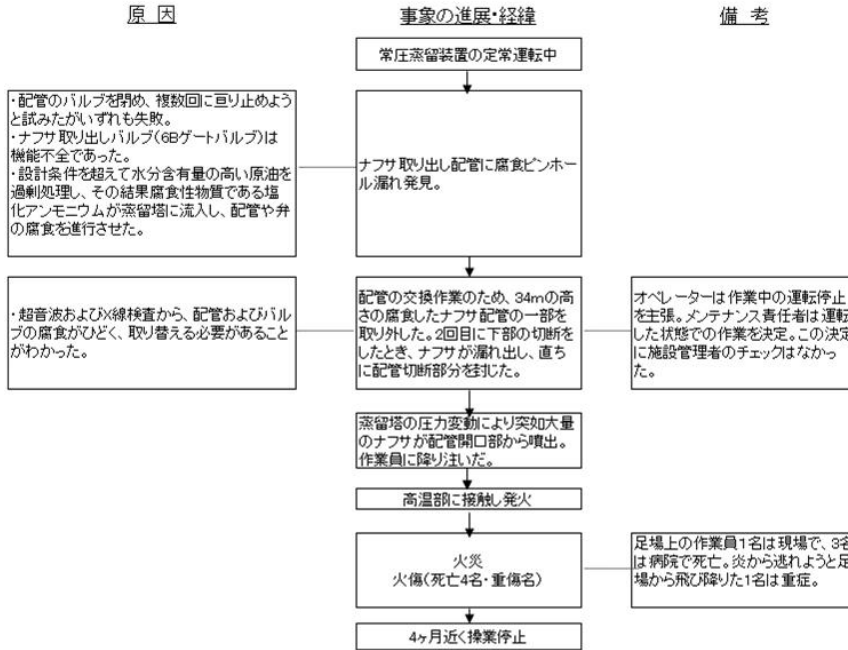 原 因
事象の進展・経緯
備 考
常圧蒸留装置の定常運転中
・配管のバルブを閉め、複数回に亘り止めよう
と試みたがいずれも失敗。
・ナフサ取り出しバルブ(6Bゲートバルブ)は
機能不全であった。
・設計条件を超えて水分含有量の高い原油を
過剰処理し、その結果腐食性物質である塩
化アンモニウムが蒸留塔に流入し、配管や弁
の腐食を進行させた。
ナフサ取り出し配管に腐食ピンホー
ル漏れ発見。
・超音波およびX線検査から、配管およびバル
ブの腐食がひどく、取り替える必要があること
がわかった。
配管の交換作業のため、34mの高
さの腐食したナフサ配管の一部を
取り外した。2回目に下部の切断を
したとき、ナフサが漏れ出し、直ち
に配管切断部分を封じた。
オペレーターは作業中の運転停止
を主張。メンテナンス責任者は運転
した状態での作業を決定。この決定
に施設管理者のチェックはなかっ
た。
蒸留塔の圧力変動により突如大量
のナフサが配管開口部から噴出。
作業員に降り注いだ。
高温部に接触し発火
火災
火傷(死亡4名・重傷名)
足場上の作業員1名は現場で、3名
は病院で死亡。炎から逃れようと足
場から飛び降りた1名は重症。
4ヶ月近く操業停止